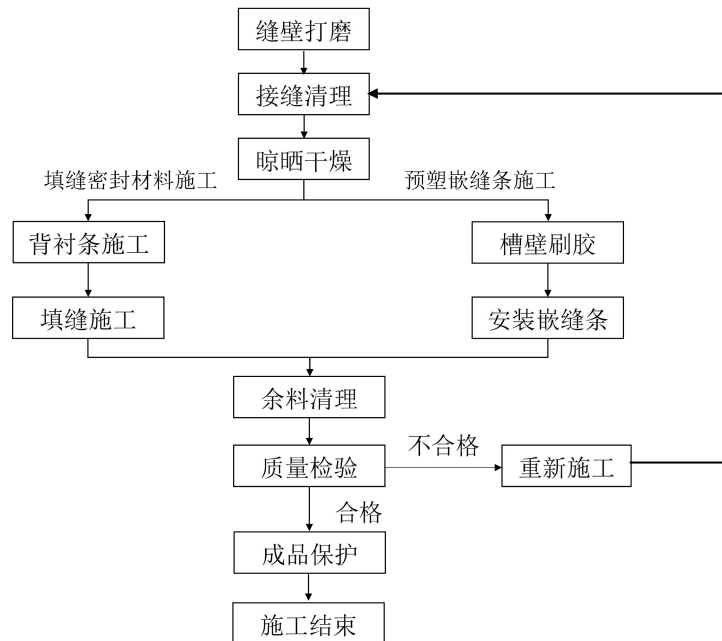 缝壁打磨
接缝清理
晾晒干燥
填缝密封材料施工
预塑嵌缝条施工
背衬条施工
槽壁刷胶
填缝施工
安装嵌缝条
余料清理
质量检验
不合格
重新施工
合格
成品保护
施工结束